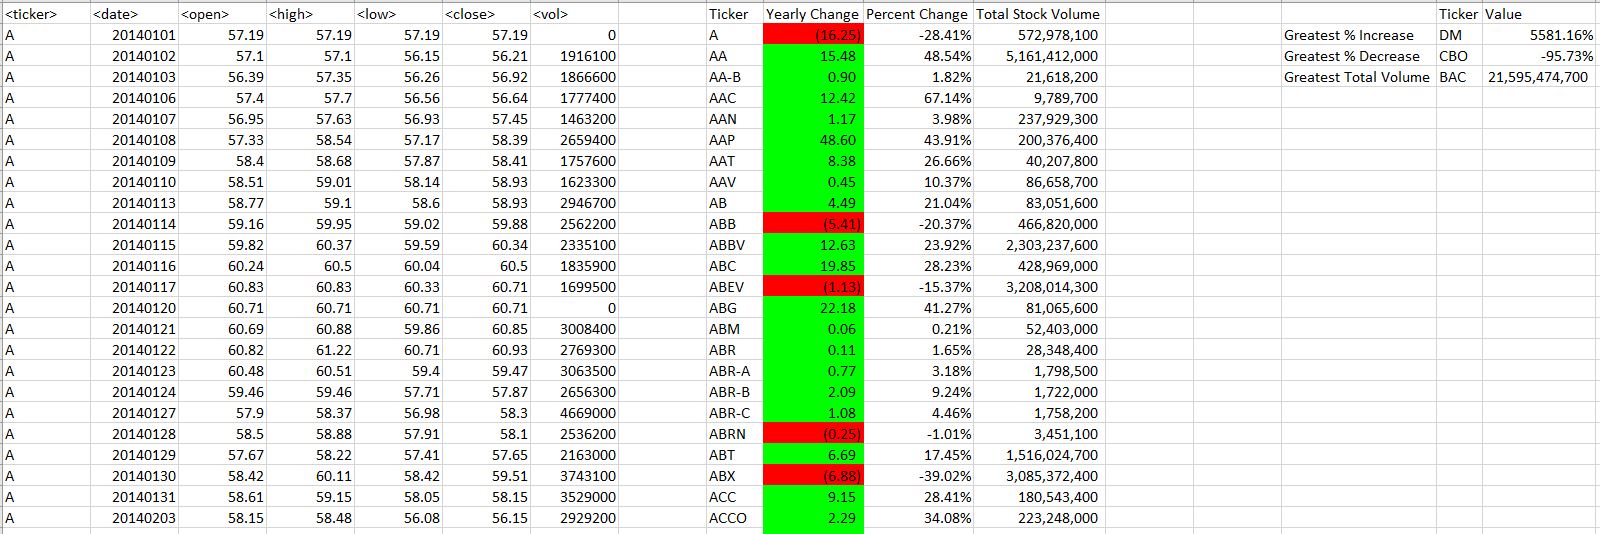 <ticker> <date> <open> <high> <low> <close> <vol> Ticker Yearly Change Percent Change Total Stock Volume Ticker Value
A 20140101 57.19 57.19 57.19 57.19 0 A (16.25) -28.41% 572,978,100 Greatest % Increase DM 5581.16%
A 20140102 57.1 57.1 56.15 56.21 1916100 AA 15.48 48.54% 5,161,412,000 Greatest % Decrease CBO -95.73%
A 20140103 56.39 57.35 56.26 56.92 1866600 AA-B 0.90 1.82% 21,618,200 Greatest Total Volume BAC 21,595,474,700
A 20140106 57.4 57.7 56.56 56.64 1777400 AAC 12.42 67.14% 9,789,700
A 20140107 56.95 57.63 56.93 57.45 1463200 AAN 1.17 3.98% 237,929,300
A 20140108 57.33 58.54 57.17 58.39 2659400 AAP 48.60 43.91% 200,376,400
A 20140109 58.4 58.68 57.87 58.41 1757600 AAT 8.38 26.66% 40,207,800
A 20140110 58.51 59.01 58.14 58.93 1623300 AAV 0.45 10.37% 86,658,700
A 20140113 58.77 59.1 58.6 58.93 2946700 AB 4.49 21.04% 83,051,600
A 20140114 59.16 59.95 59.02 59.88 2562200 ABB (5.41) -20.37% 466,820,000
A 20140115 59.82 60.37 59.59 60.34 2335100 ABBV 12.63 23.92% 2,303,237,600
A 20140116 60.24 60.5 60.04 60.5 1835900 ABC 19.85 28.23% 428,969,000
A 20140117 60.83 60.83 60.33 60.71 1699500 ABEV (1.13) -15.37% 3,208,014,300
A 20140120 60.71 60.71 60.71 60.71 0 ABG 22.18 41.27% 81,065,600
A 20140121 60.69 60.88 59.86 60.85 3008400 ABM 0.06 0.21% 52,403,000
A 20140122 60.82 61.22 60.71 60.93 2769300 ABR 0.11 1.65% 28,348,400
A 20140123 60.48 60.51 59.4 59.47 3063500 ABR-A 0.77 3.18% 1,798,500
A 20140124 59.46 59.46 57.71 57.87 2656300 ABR-B 2.09 9.24% 1,722,000
A 20140127 57.9 58.37 56.98 58.3 4669000 ABR-C 1.08 4.46% 1,758,200
A 20140128 58.5 58.88 57.91 58.1 2536200 ABRN (0.25) -1.01% 3,451,100
A 20140129 57.67 58.22 57.41 57.65 2163000 ABT 6.69 17.45% 1,516,024,700
A 20140130 58.42 60.11 58.42 59.51 3743100 ABX (6.88) -39.02% 3,085,372,400
A 20140131 58.61 59.15 58.05 58.15 3529000 ACC 9.15 28.41% 180,543,400
A 20140203 58.15 58.48 56.08 56.15 2929200 ACCO 2.29 34.08% 223,248,000